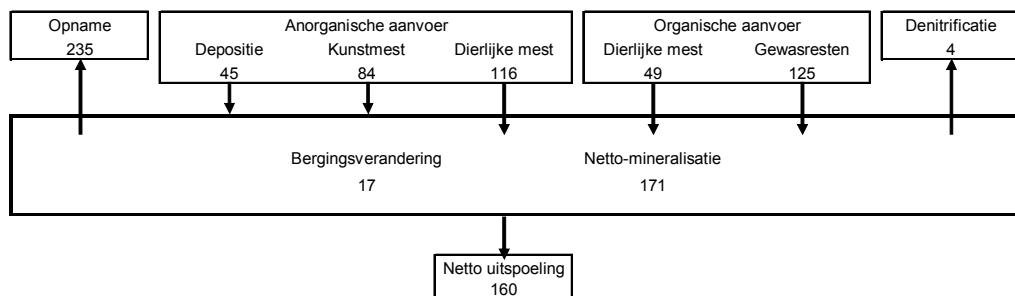 Opname
235
Anorganische aanvoer
Depositie Kunstmest Dierlijke mest
45 84 116
Organische aanvoer
Dierlijke mest Gewasresten
49 125
Denitrificatie
4
Bergingsverandering Netto-mineralisatie
17 171
Netto uitspoeling
160